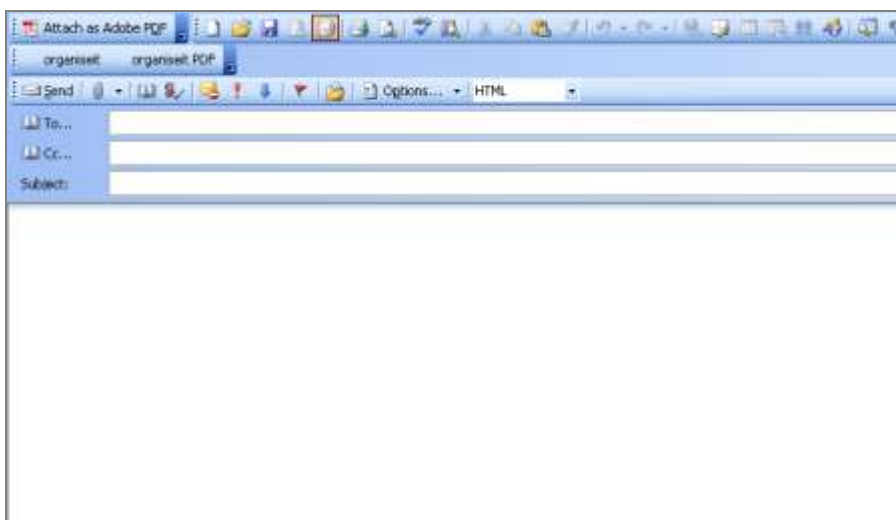 Attach as Adobe PDF
organiseit organiseit PDF
Send Options... HTML
To...
Cc...
Subject: